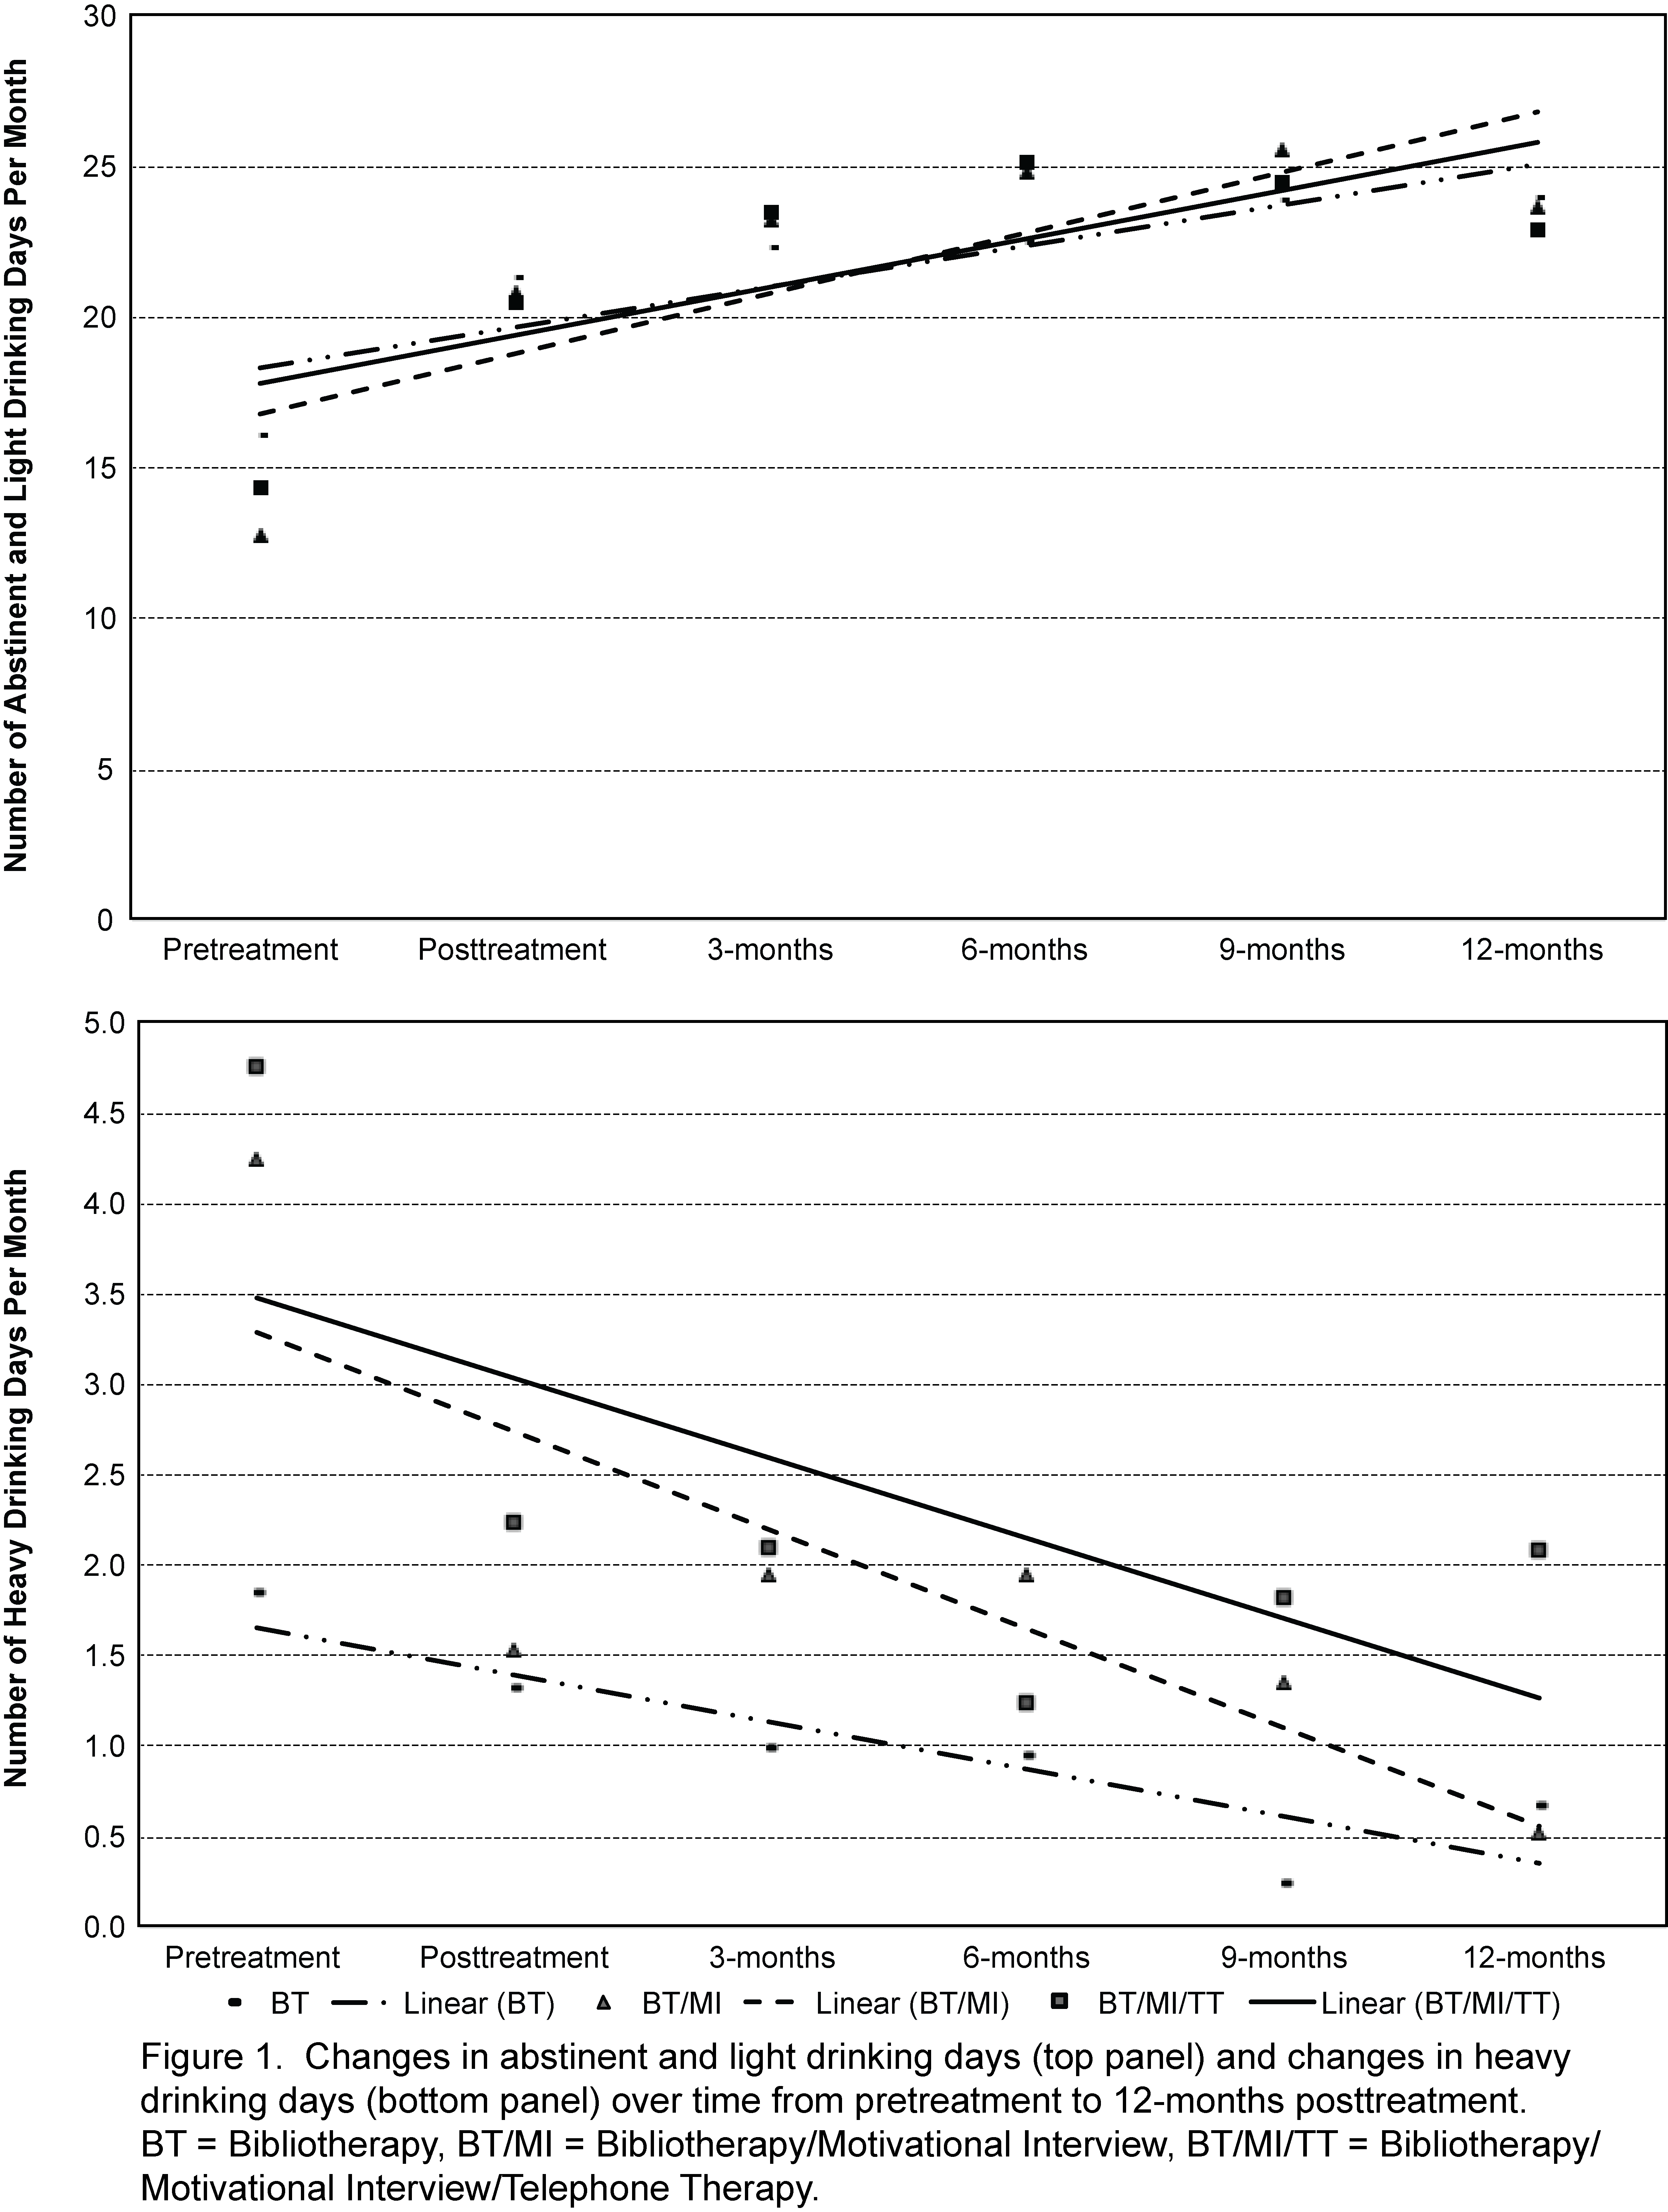 Number of Abstinent and Light Drinking Days Per Month
30
25
20
15
10
5
0
Pretreatment Posttreatment 3-months 6-months 9-months 12-months
Number of Heavy Drinking Days Per Month
5.0
4.5
4.0
3.5
3.0
2.5
2.0
1.5
1.0
0.5
0.0
Pretreatment Posttreatment 3-months 6-months 9-months 12-months
BT Linear (BT) BT/MI Linear (BT/MI) BT/MI/TT Linear (BT/MI/TT)
Figure 1. Changes in abstinent and light drinking days (top panel) and changes in heavy
drinking days (bottom panel) over time from pretreatment to 12-months posttreatment.
BT = Bibliotherapy, BT/MI = Bibliotherapy/Motivational Interview, BT/MI/TT = Bibliotherapy/
Motivational Interview/Telephone Therapy.